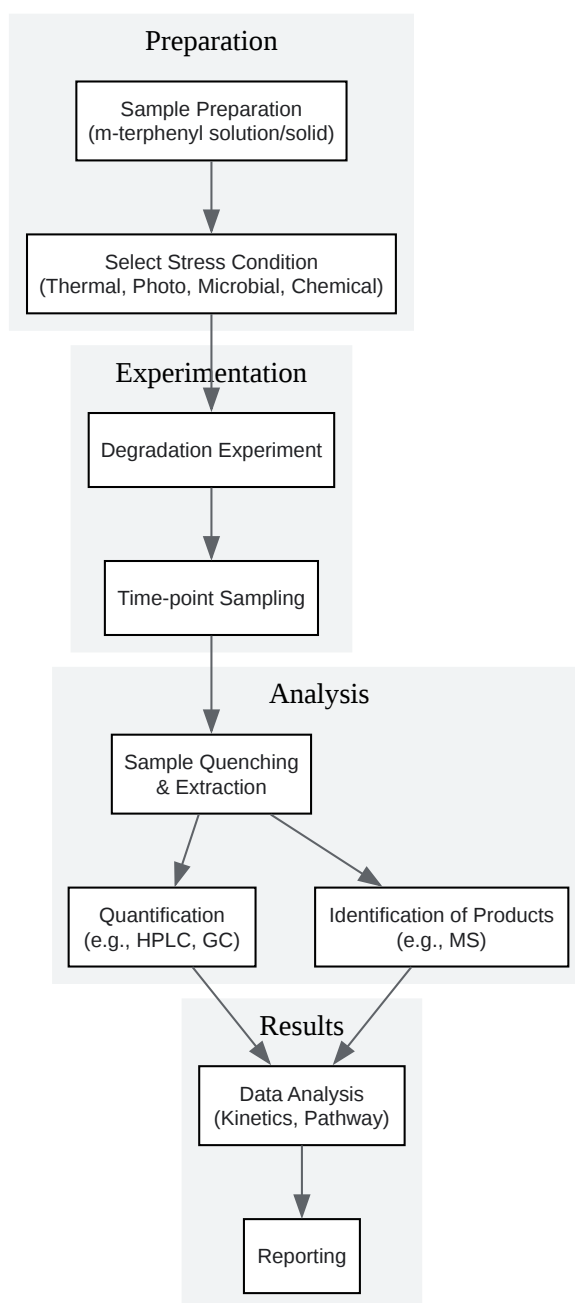 Preparation
Sample Preparation
(m-terphenyl solution/solid)
Select Stress Condition
(Thermal, Photo, Microbial, Chemical)
Experimentation
Degradation Experiment
Time-point Sampling
Analysis
Sample Quenching
& Extraction
Quantification
(e.g., HPLC, GC)
Identification of Products
(e.g., MS)
Results
Data Analysis
(Kinetics, Pathway)
Reporting